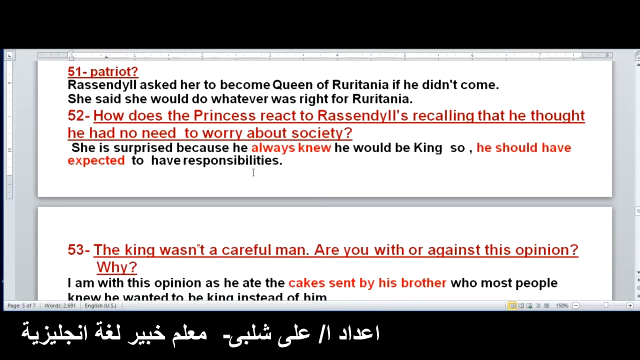 51- patriot?
Rassendyll asked her to become Queen of Ruritania if he didn't come.
She said she would do whatever was right for Ruritania.
52- How does the Princess react to Rassendyll's recalling that he thought
he had no need to worry about society?
She is surprised because he always knew he would be King so , he should have
expected to have responsibilities.
53- The king wasn't a careful man. Are you with or against this opinion?
Why?
I am with this opinion as he ate the cakes sent by his brother who most people
knew he wanted to be king instead of him.
Page: 5 of 7 Words: 2,691 English (U.S.) 150%
اعداد ا/ على شلبى- معلم خبير لغة انجليزية